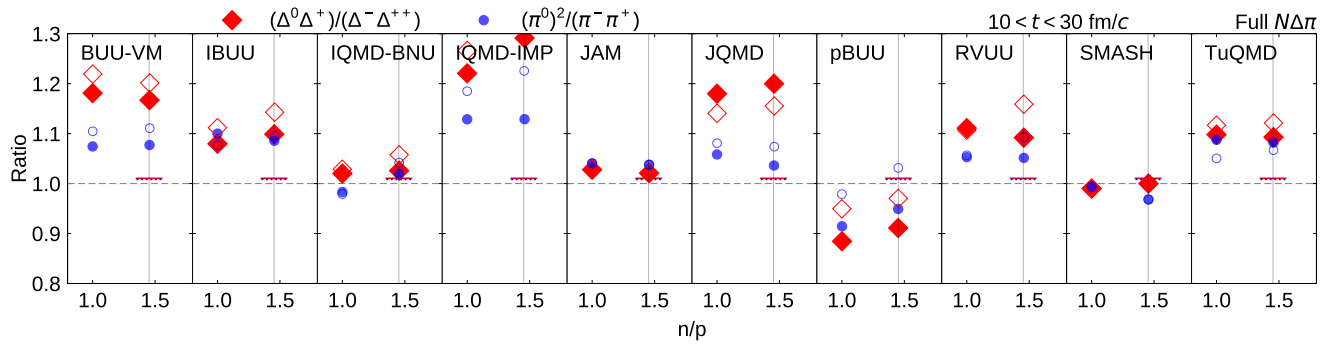 (Δ⁰Δ⁺)/(Δ⁻Δ⁺⁺) (π⁰)²/(π⁻π⁺) 10 < t < 30 fm/c Full NΔπ
1.3
BUU-VM IBUU IQMD-BNU IQMD-IMP JAM JQMD pBUU RVUU SMASH TuQMD
1.2
1.1
1.0
0.9
0.8
Ratio
1.0 1.5 1.0 1.5 1.0 1.5 1.0 1.5 1.0 1.5 1.0 1.5 1.0 1.5 1.0 1.5 1.0 1.5 1.0 1.5
n/p